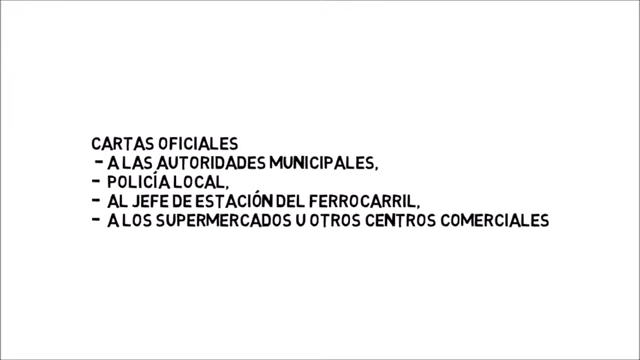 CARTAS OFICIALES
- A LAS AUTORIDADES MUNICIPALES,
- POLICÍA LOCAL,
- AL JEFE DE ESTACIÓN DEL FERROCARRIL,
- A LOS SUPERMERCADOS U OTROS CENTROS COMERCIALES